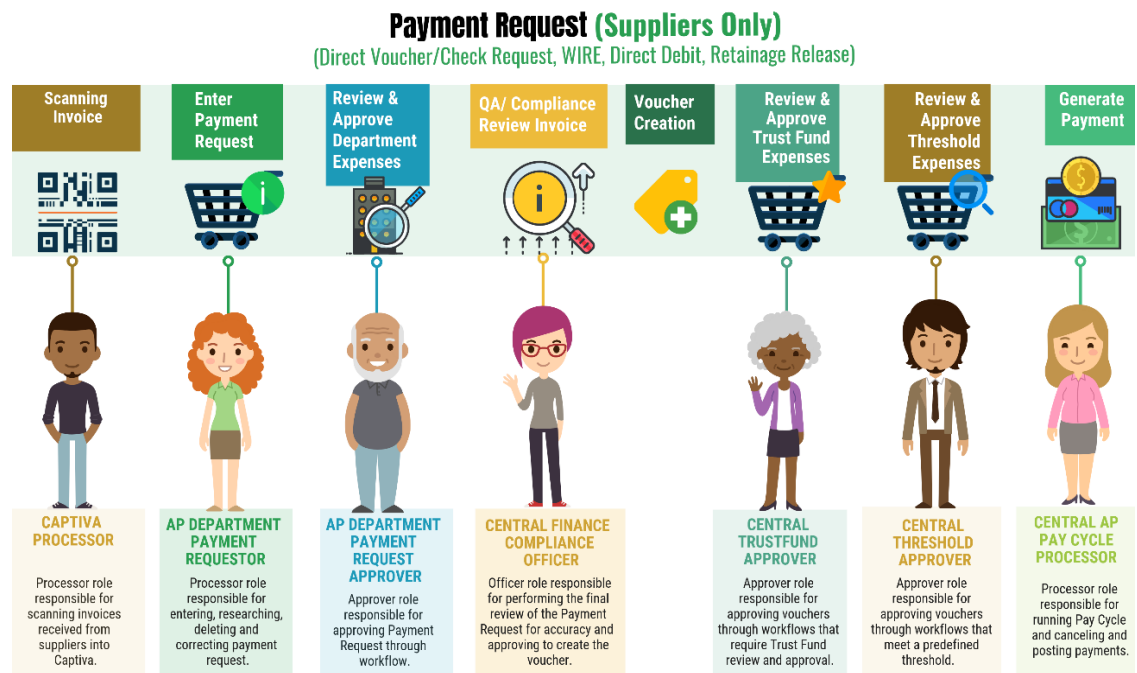 Payment Request (Suppliers Only)
(Direct Voucher/Check Request, WIRE, Direct Debit, Retainage Release)
Scanning
Invoice
Enter
Payment
Request
Review &
Approve
Department
Expenses
QA/ Compliance
Review Invoice
Voucher
Creation
Review &
Approve
Trust Fund
Expenses
Review &
Approve
Threshold
Expenses
Generate
Payment
CAPTIVA
PROCESSOR
Processor role
responsible for
scanning invoices
received from
suppliers into
Captiva.
AP DEPARTMENT
PAYMENT
REQUESTOR
Processor role
responsible for
entering, researching,
deleting and
correcting payment
request.
AP DEPARTMENT
PAYMENT
REQUEST
APPROVER
Approver role
responsible for
approving Payment
Request through
workflow.
CENTRAL FINANCE
COMPLIANCE
OFFICER
Officer role responsible
for performing the final
review of the Payment
Request for accuracy and
approving to create the
voucher.
CENTRAL
TRUSTFUND
APPROVER
Approver role
responsible for
approving vouchers
through workflows that
require Trust Fund
review and approval.
CENTRAL
THRESHOLD
APPROVER
Approver role
responsible for
approving vouchers
through workflows that
meet a predefined
threshold.
CENTRAL AP
PAY CYCLE
PROCESSOR
Processor role
responsible for
running Pay Cycle
and canceling and
posting payments.